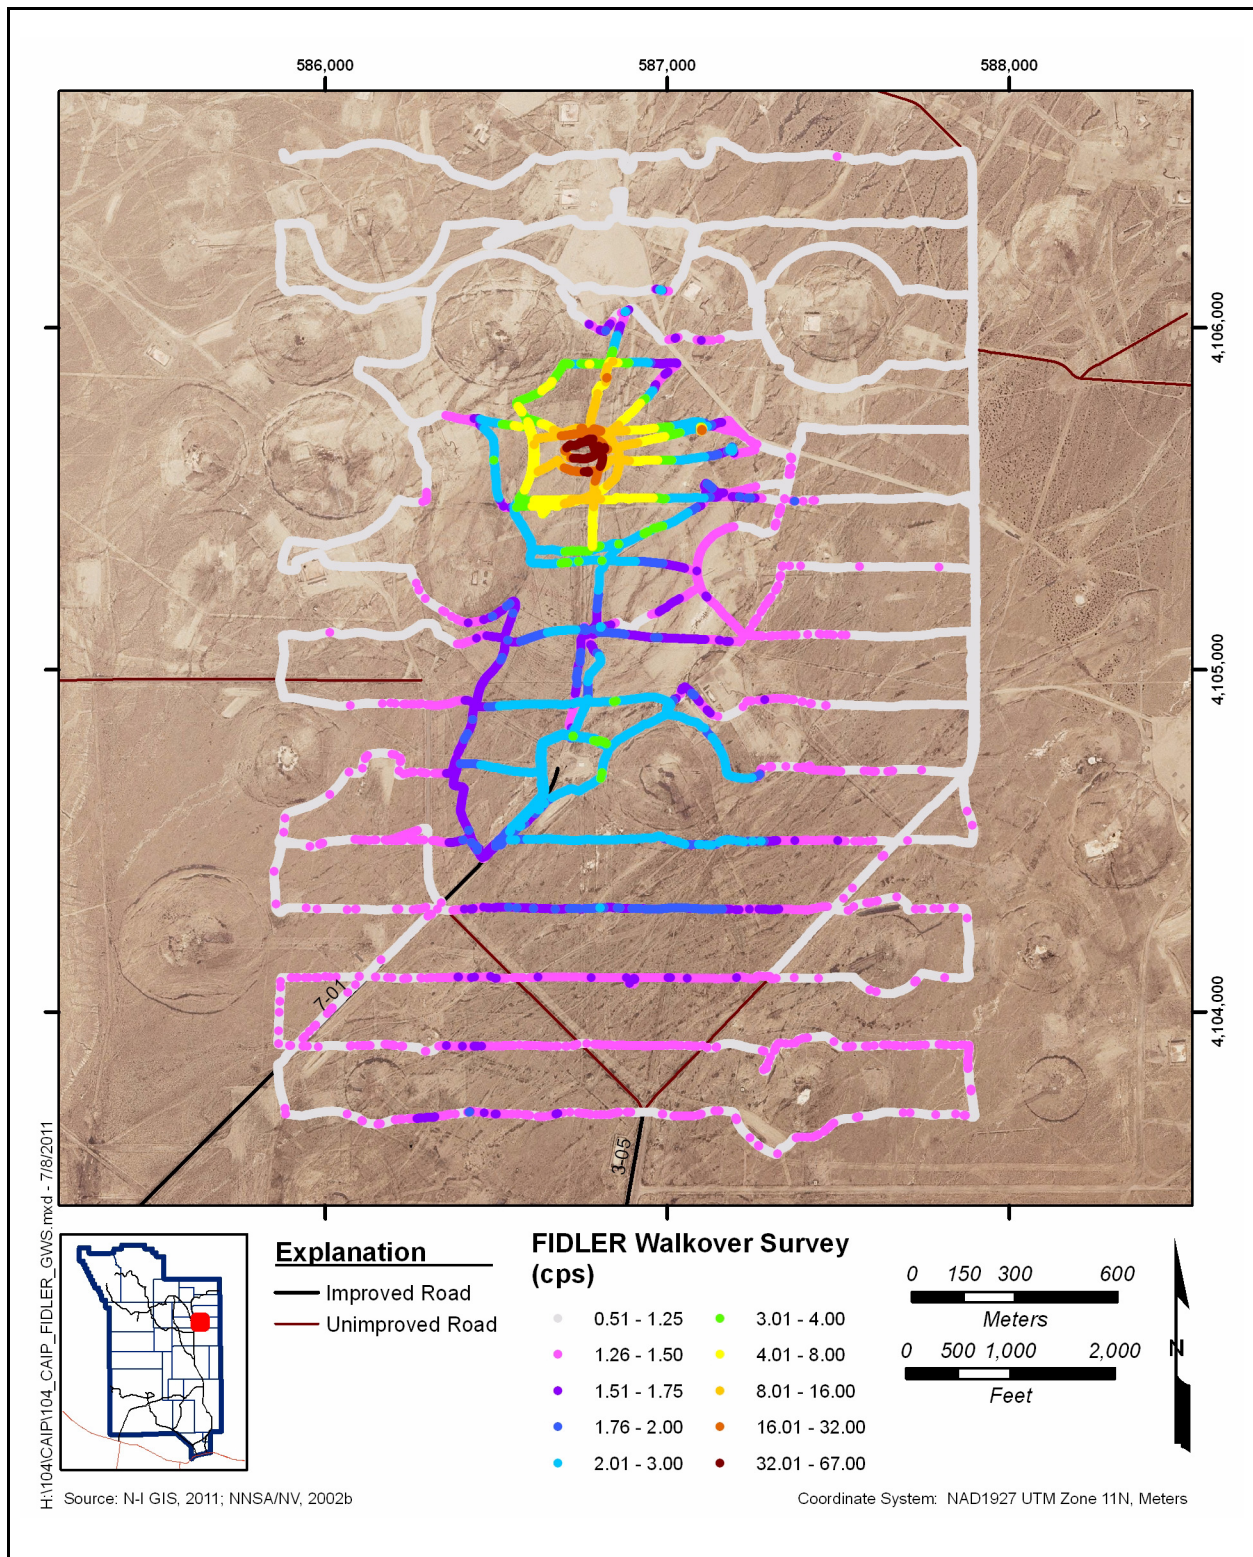 586,000 587,000 588,000
4,106,000
4,105,000
4,104,000
7-01
3-05
H:\104\CAIP\104_CAIP_FIDLER_GWS.mxd - 7/8/2011
Explanation
Improved Road
Unimproved Road
FIDLER Walkover Survey
(cps)
0.51 - 1.25 3.01 - 4.00
1.26 - 1.50 4.01 - 8.00
1.51 - 1.75 8.01 - 16.00
1.76 - 2.00 16.01 - 32.00
2.01 - 3.00 32.01 - 67.00
0 150 300 600
Meters
0 500 1,000 2,000
Feet
N
Source: N-I GIS, 2011; NNSA/NV, 2002b
Coordinate System: NAD1927 UTM Zone 11N, Meters